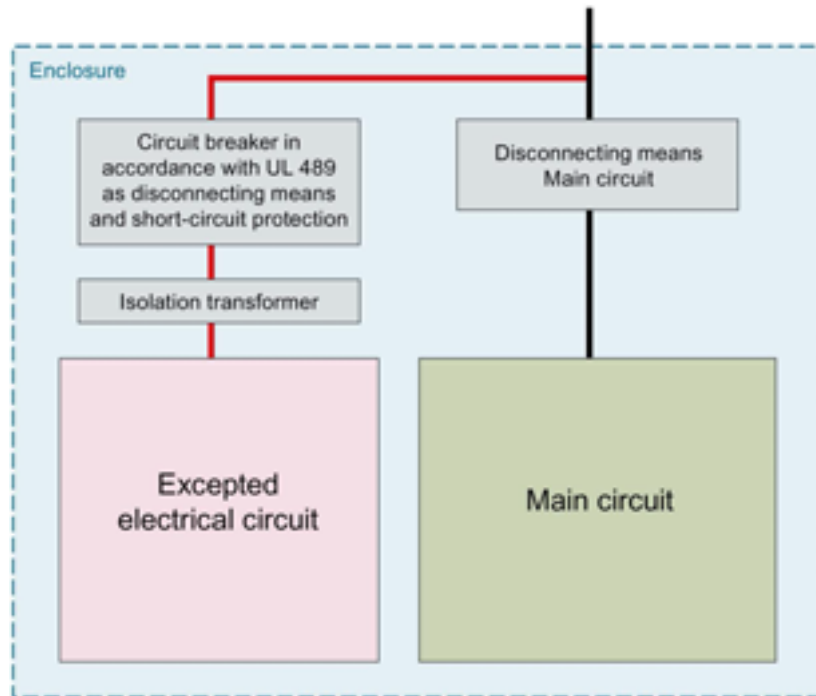 Enclosure
Circuit breaker in
accordance with UL 489
as disconnecting means
and short-circuit protection
Disconnecting means
Main circuit
Isolation transformer
Excepted
electrical circuit
Main circuit